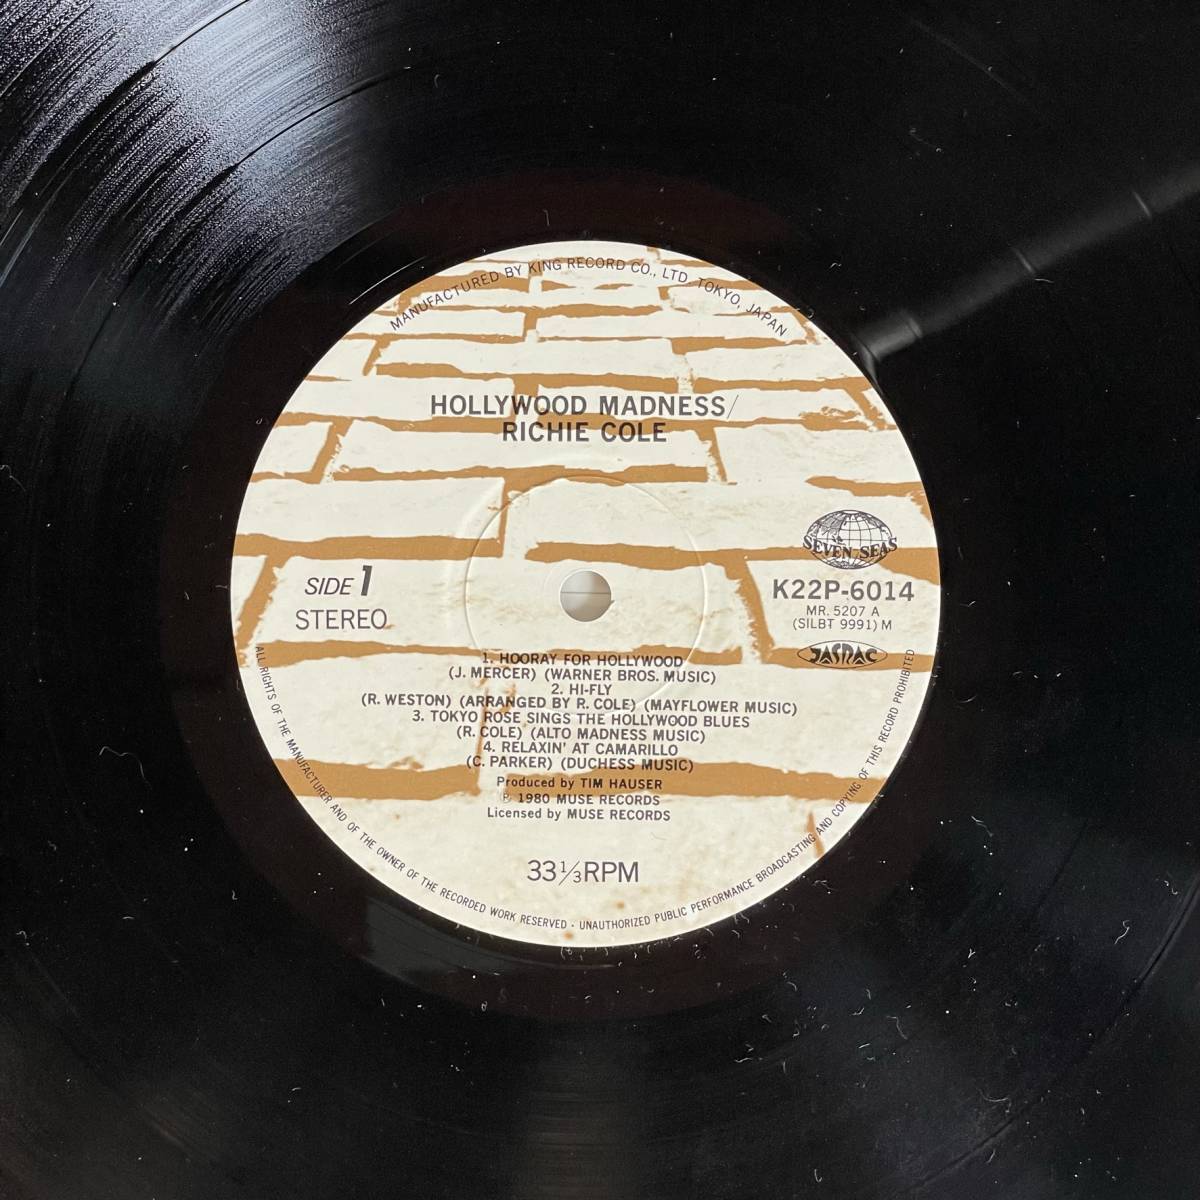 MANUFACTURED BY KING RECORD CO., LTD. TOKYO, JAPAN
HOLLYWOOD MADNESS/
RICHIE COLE
SEVEN SEAS
SIDE 1
STEREO
K22P-6014
MR. 5207 A
(SILBT 9991) M
JASRAC
1. HOORAY FOR HOLLYWOOD
(J. MERCER) (WARNER BROS. MUSIC)
2. HI-FLY
(R. WESTON) (ARRANGED BY R. COLE) (MAYFLOWER MUSIC)
3. TOKYO ROSE SINGS THE HOLLYWOOD BLUES
(R. COLE) (ALTO MADNESS MUSIC)
4. RELAXIN' AT CAMARILLO
(C. PARKER) (DUCHESS MUSIC)
Produced by TIM HAUSER
℗ 1980 MUSE RECORDS
Licensed by MUSE RECORDS
33 1/3 RPM
ALL RIGHTS OF THE MANUFACTURER AND OF THE OWNER OF THE RECORDED WORK RESERVED · UNAUTHORIZED PUBLIC PERFORMANCE BROADCASTING AND COPYING OF THIS RECORD PROHIBITED